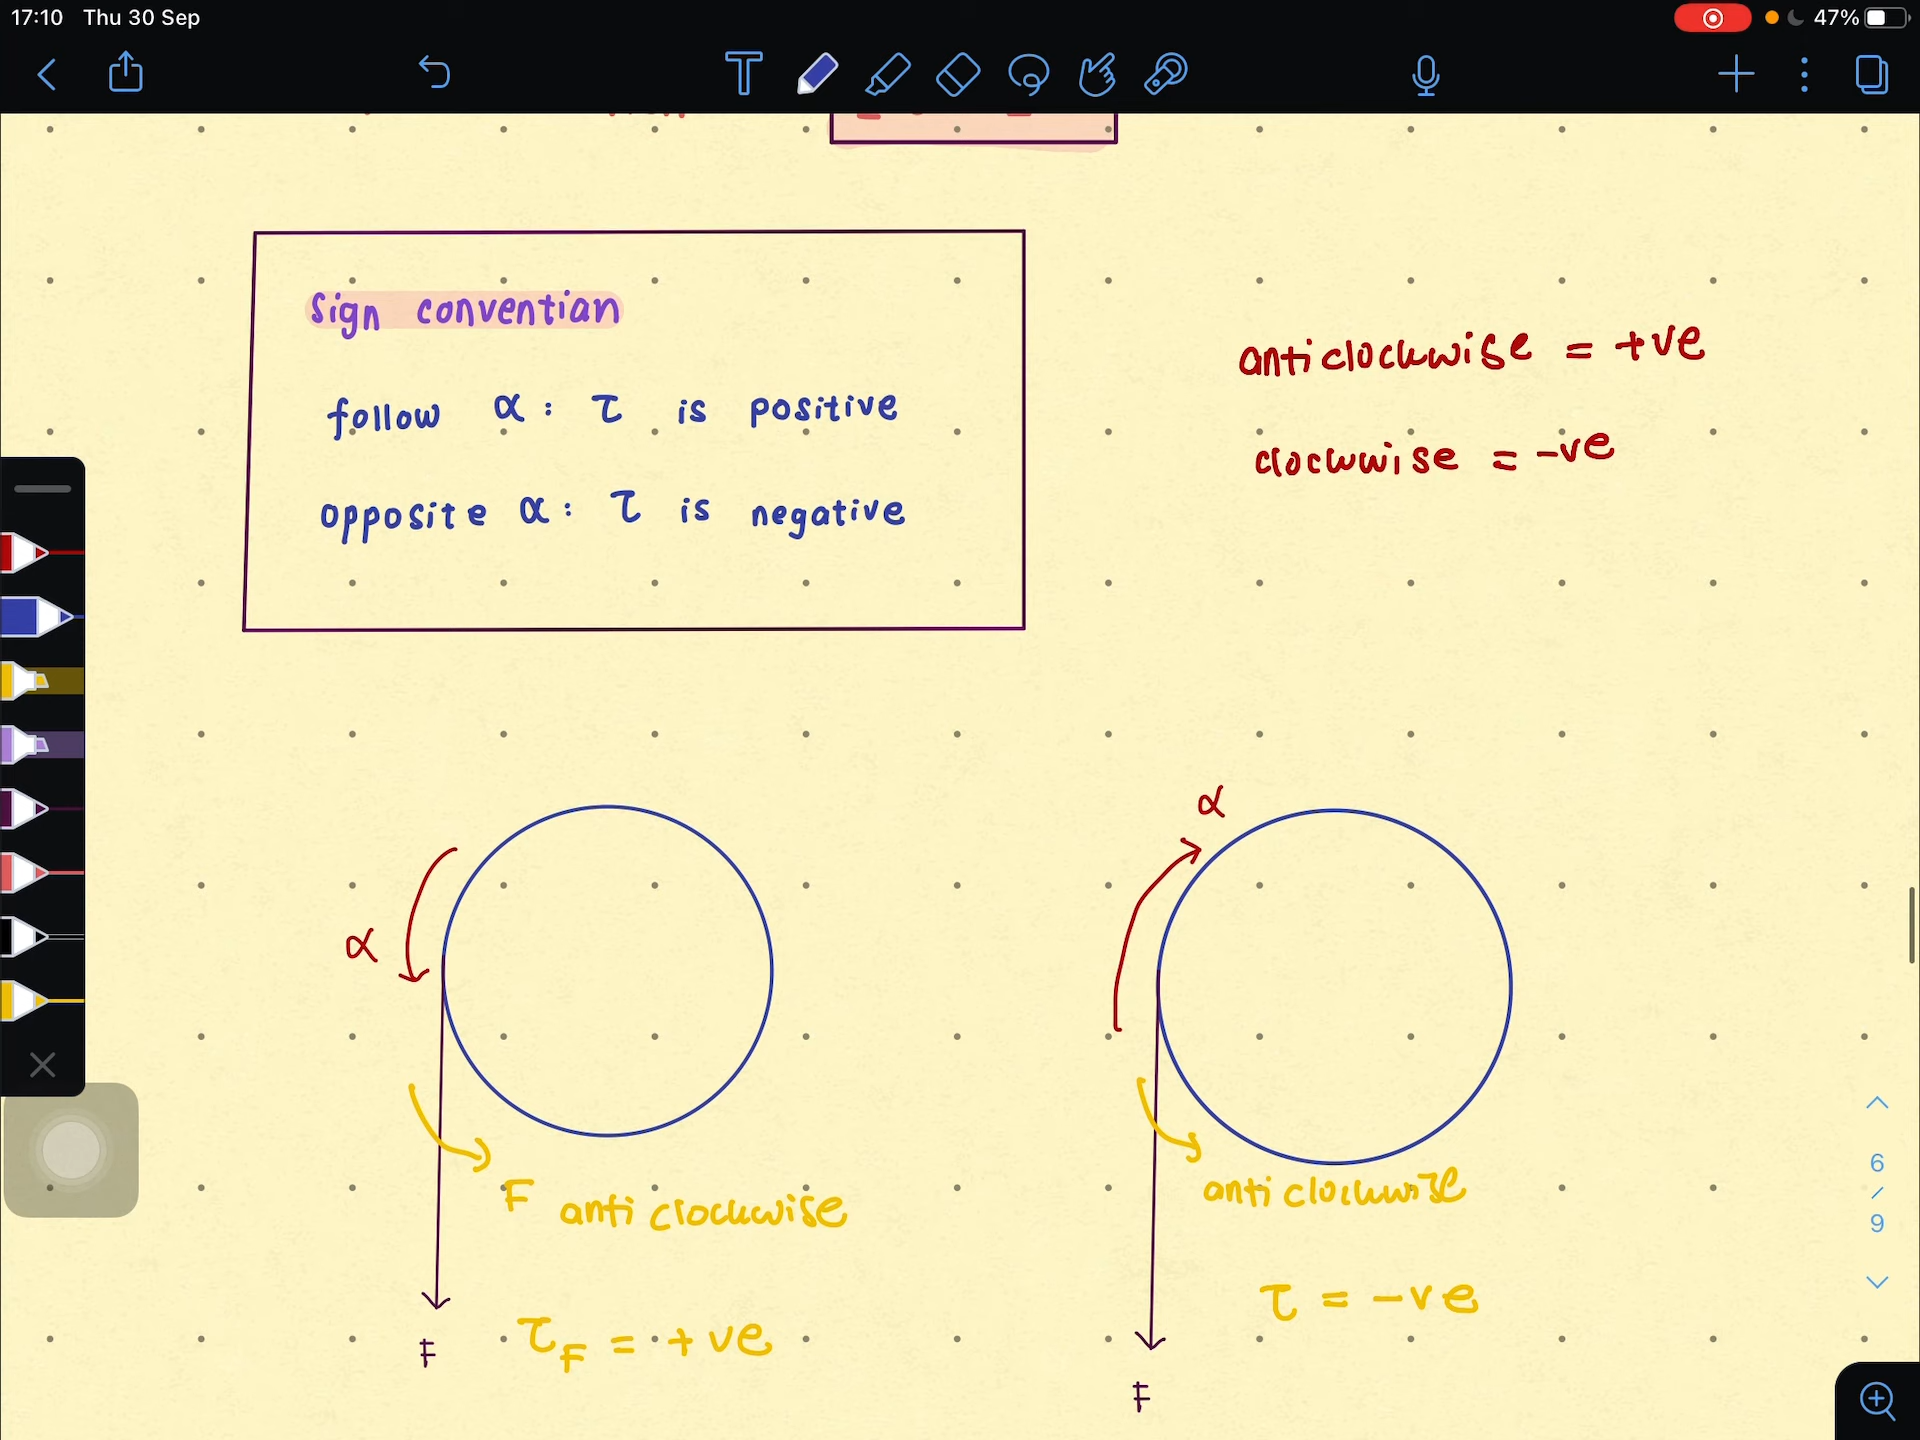 17:10 Thu 30 Sep
47%
T
sign conventian
follow α : τ is positive
opposite α : τ is negative
anticlockwise = +ve
clockwise = -ve
α
F anticlockwise
τF = +ve
F
α
anticlockwise
τ = -ve
F
6
/
9